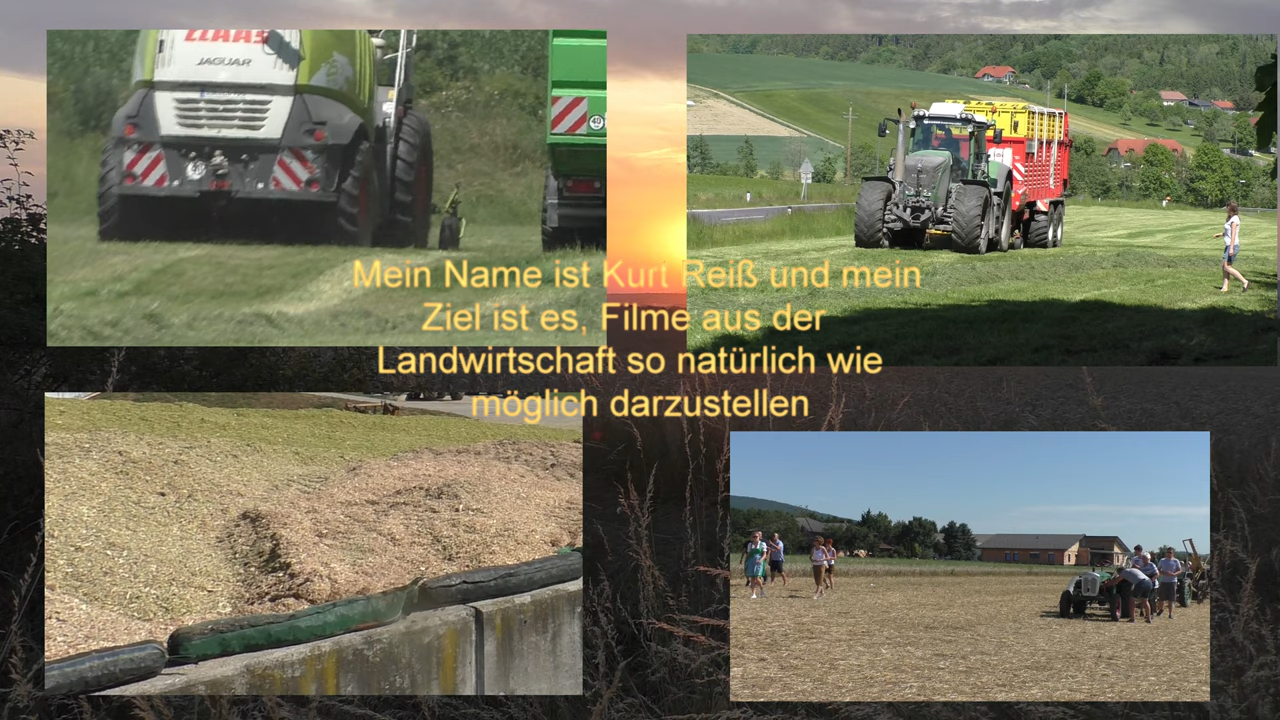 CLAAS
JAGUAR
40
Mein Name ist Kurt Reiß und mein
Ziel ist es, Filme aus der
Landwirtschaft so natürlich wie
möglich darzustellen